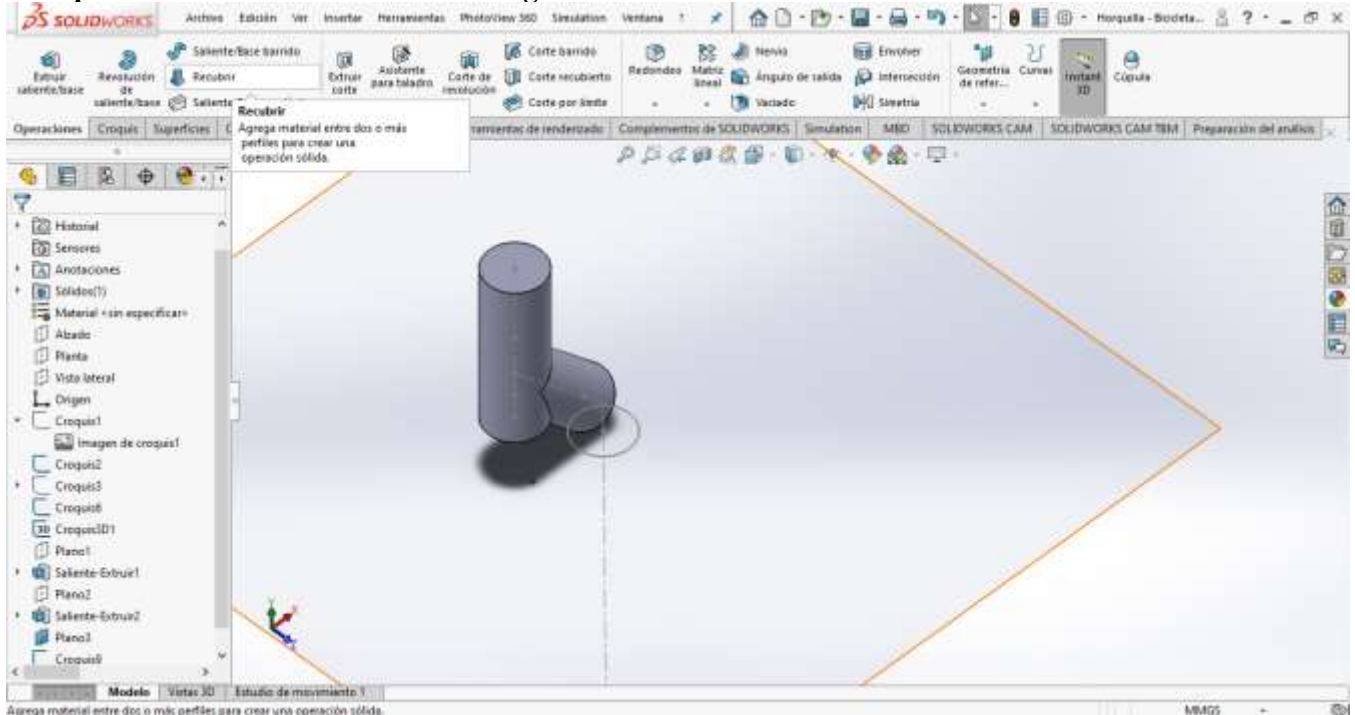 SOLIDWORKS Archivo Edición Ver Insertar Herramientas PhotoView 360 Simulation Ventana ? Horquilla - Bicicleta...
Saliente/Base barrido Corte barrido Nervio Envolver
Extruir saliente/base Revolución de saliente/base Recubrir Extruir corte Asistente para taladro Corte de revolución Corte recubierto Redondeo Matriz lineal Ángulo de salida Intersección Geometría de refer... Curvas Instant 3D Cúpula
Saliente Corte por límite Vaciado Simetría
Recubrir
Agrega material entre dos o más
perfiles para crear una
operación sólida.
Operaciones Croquis Superficies de renderizado Complementos de SOLIDWORKS Simulation MBD SOLIDWORKS CAM SOLIDWORKS CAM TBM Preparación del análisis
Historial
Sensores
Anotaciones
Sólidos(1)
Material <sin especificar>
Alzado
Planta
Vista lateral
Origen
Croquis1
Imagen de croquis1
Croquis2
Croquis3
Croquis6
3D Croquis3D1
Plano1
Saliente-Extruir1
Plano2
Saliente-Extruir2
Plano3
Croquis9
Modelo Vistas 3D Estudio de movimiento 1
Agrega material entre dos o más perfiles para crear una operación sólida. MMGS